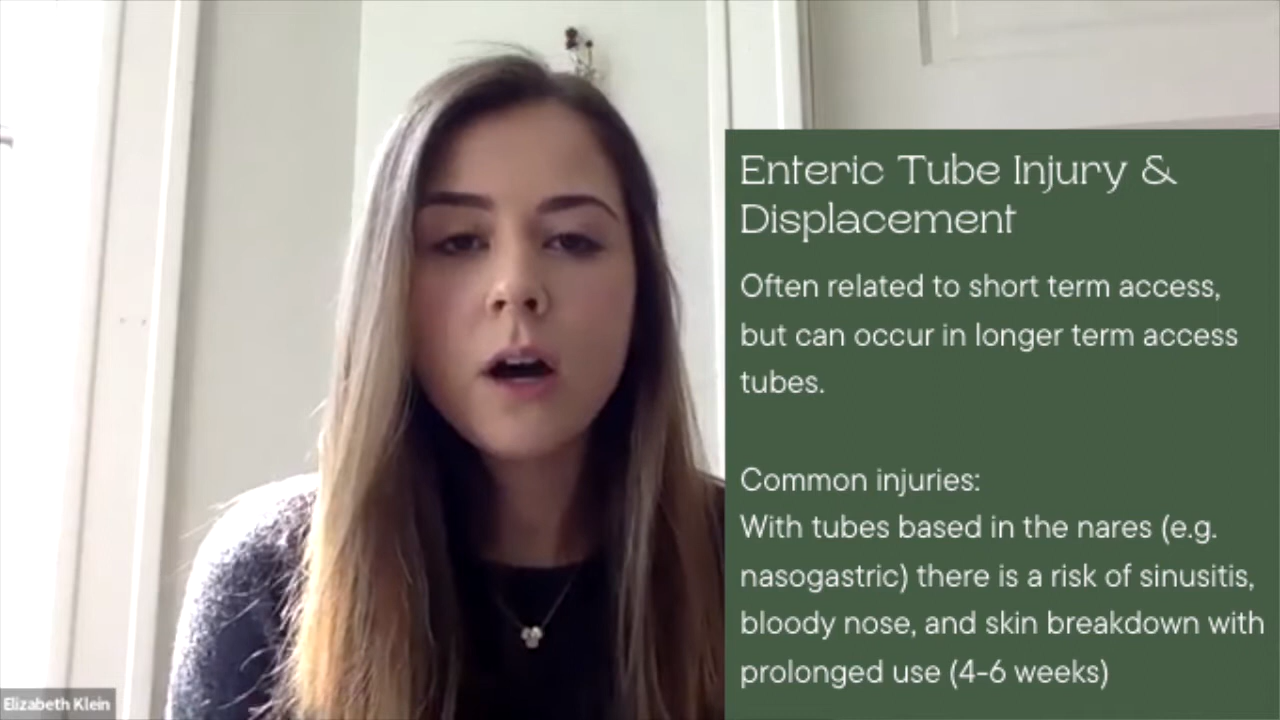 Enteric Tube Injury &
Displacement
Often related to short term access,
but can occur in longer term access
tubes.
Common injuries:
With tubes based in the nares (e.g.
nasogastric) there is a risk of sinusitis,
bloody nose, and skin breakdown with
prolonged use (4-6 weeks)
Elizabeth Klein